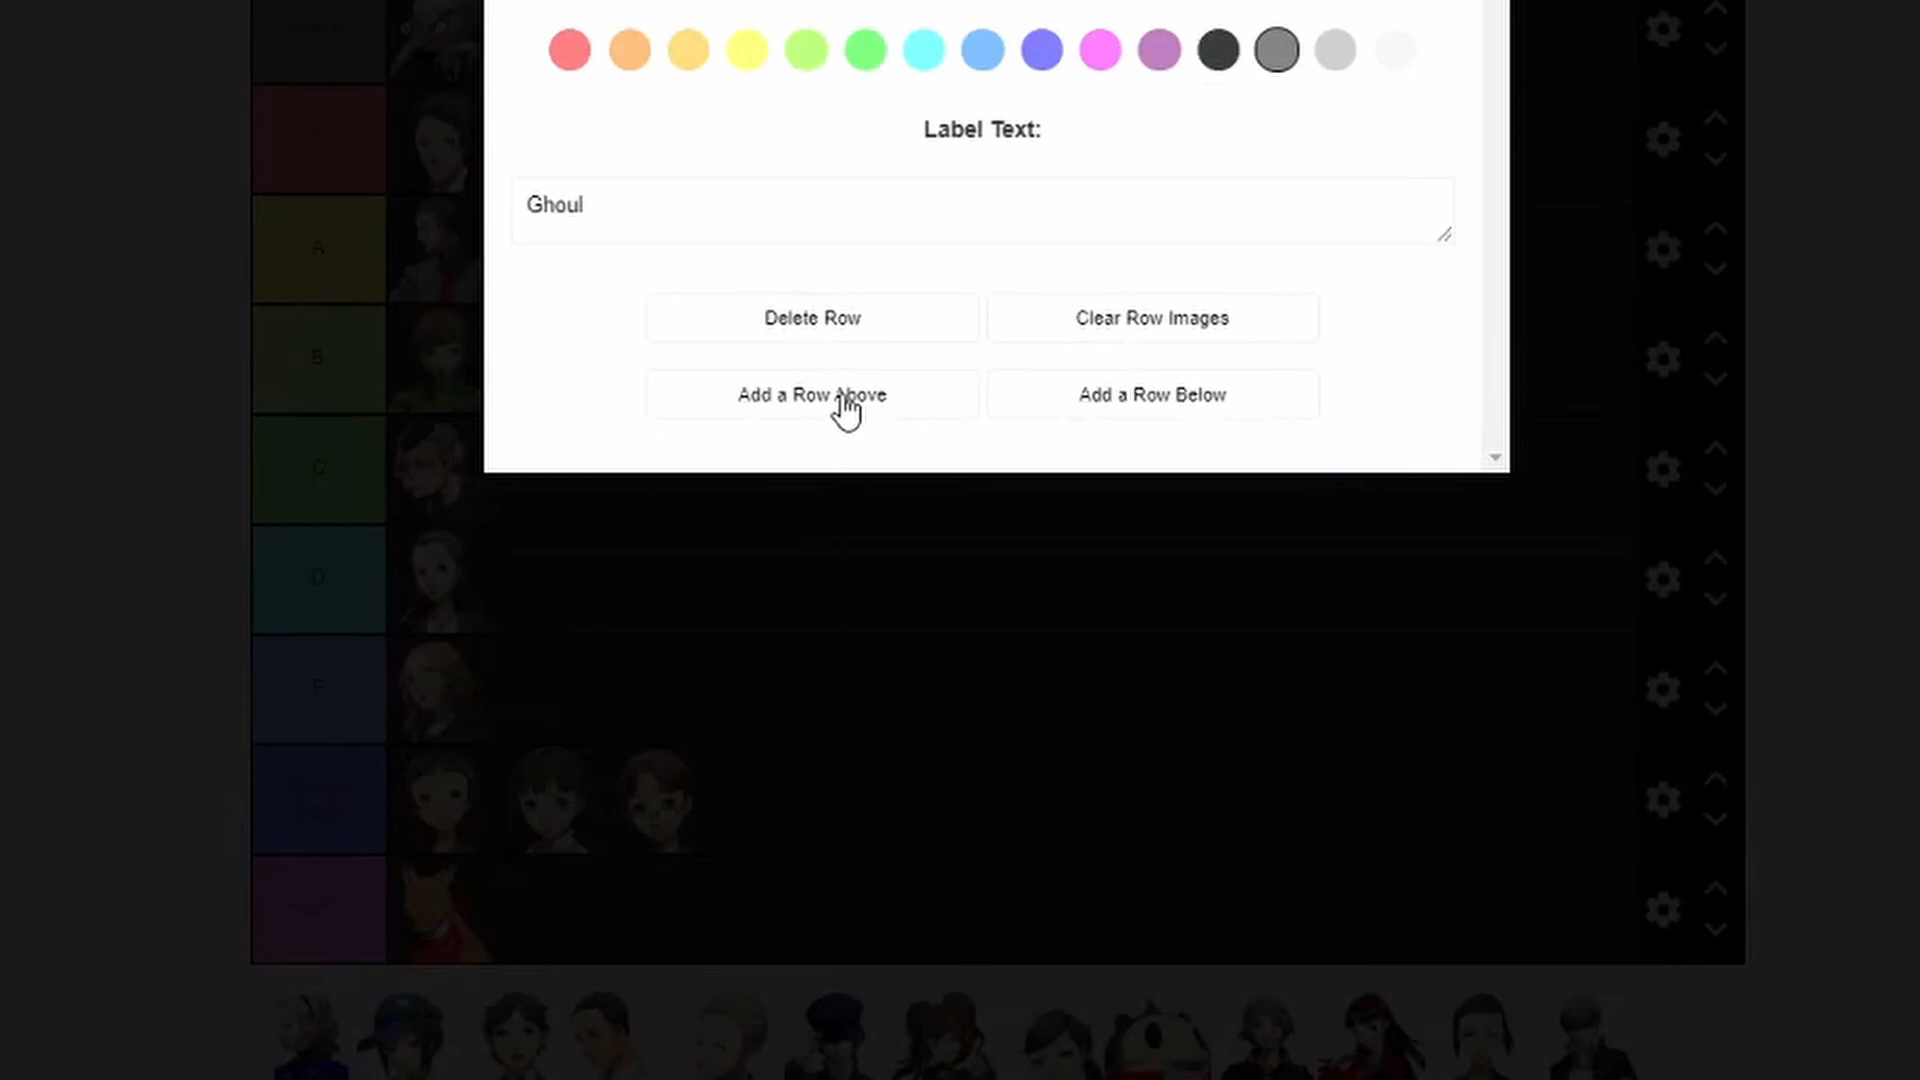 Label Text:
Ghoul
Delete Row
Clear Row Images
Add a Row Above
Add a Row Below
A
B
C
D
F